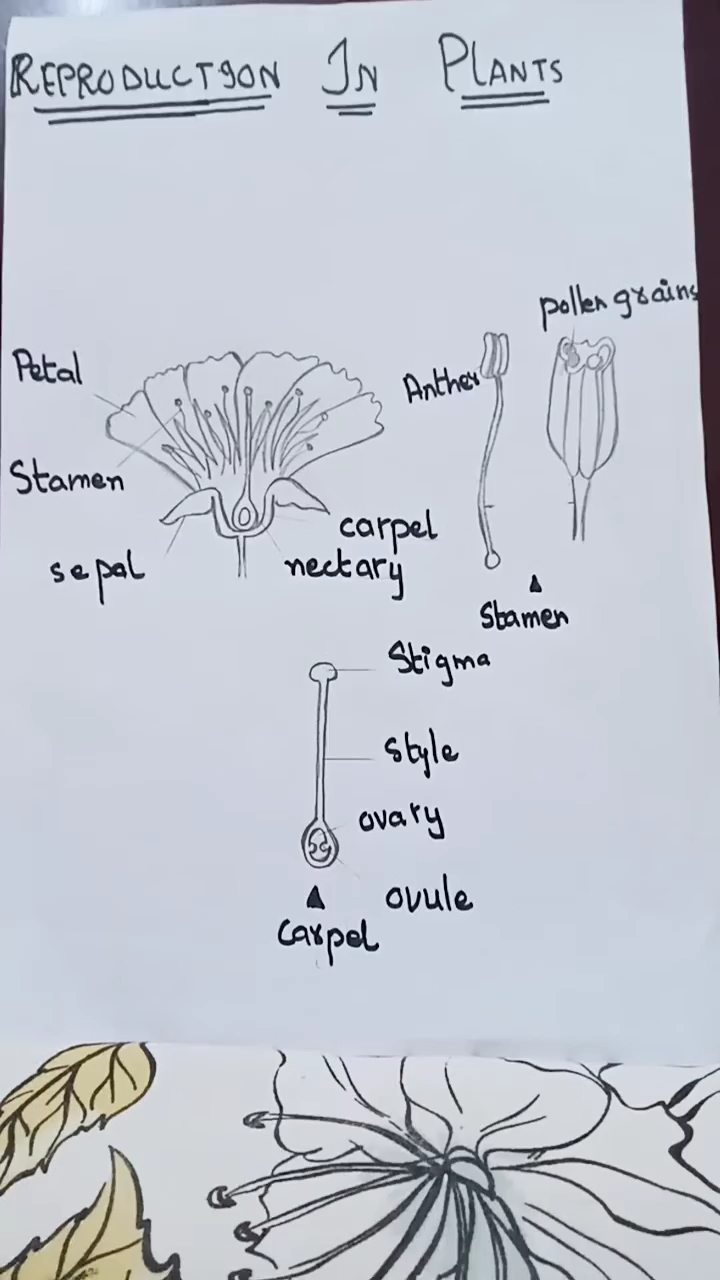 REPRODUCTION IN PLANTS
pollen grains
Petal
Anther
Stamen
carpel
sepal
nectary
Stamen
Stigma
Style
ovary
ovule
Carpel